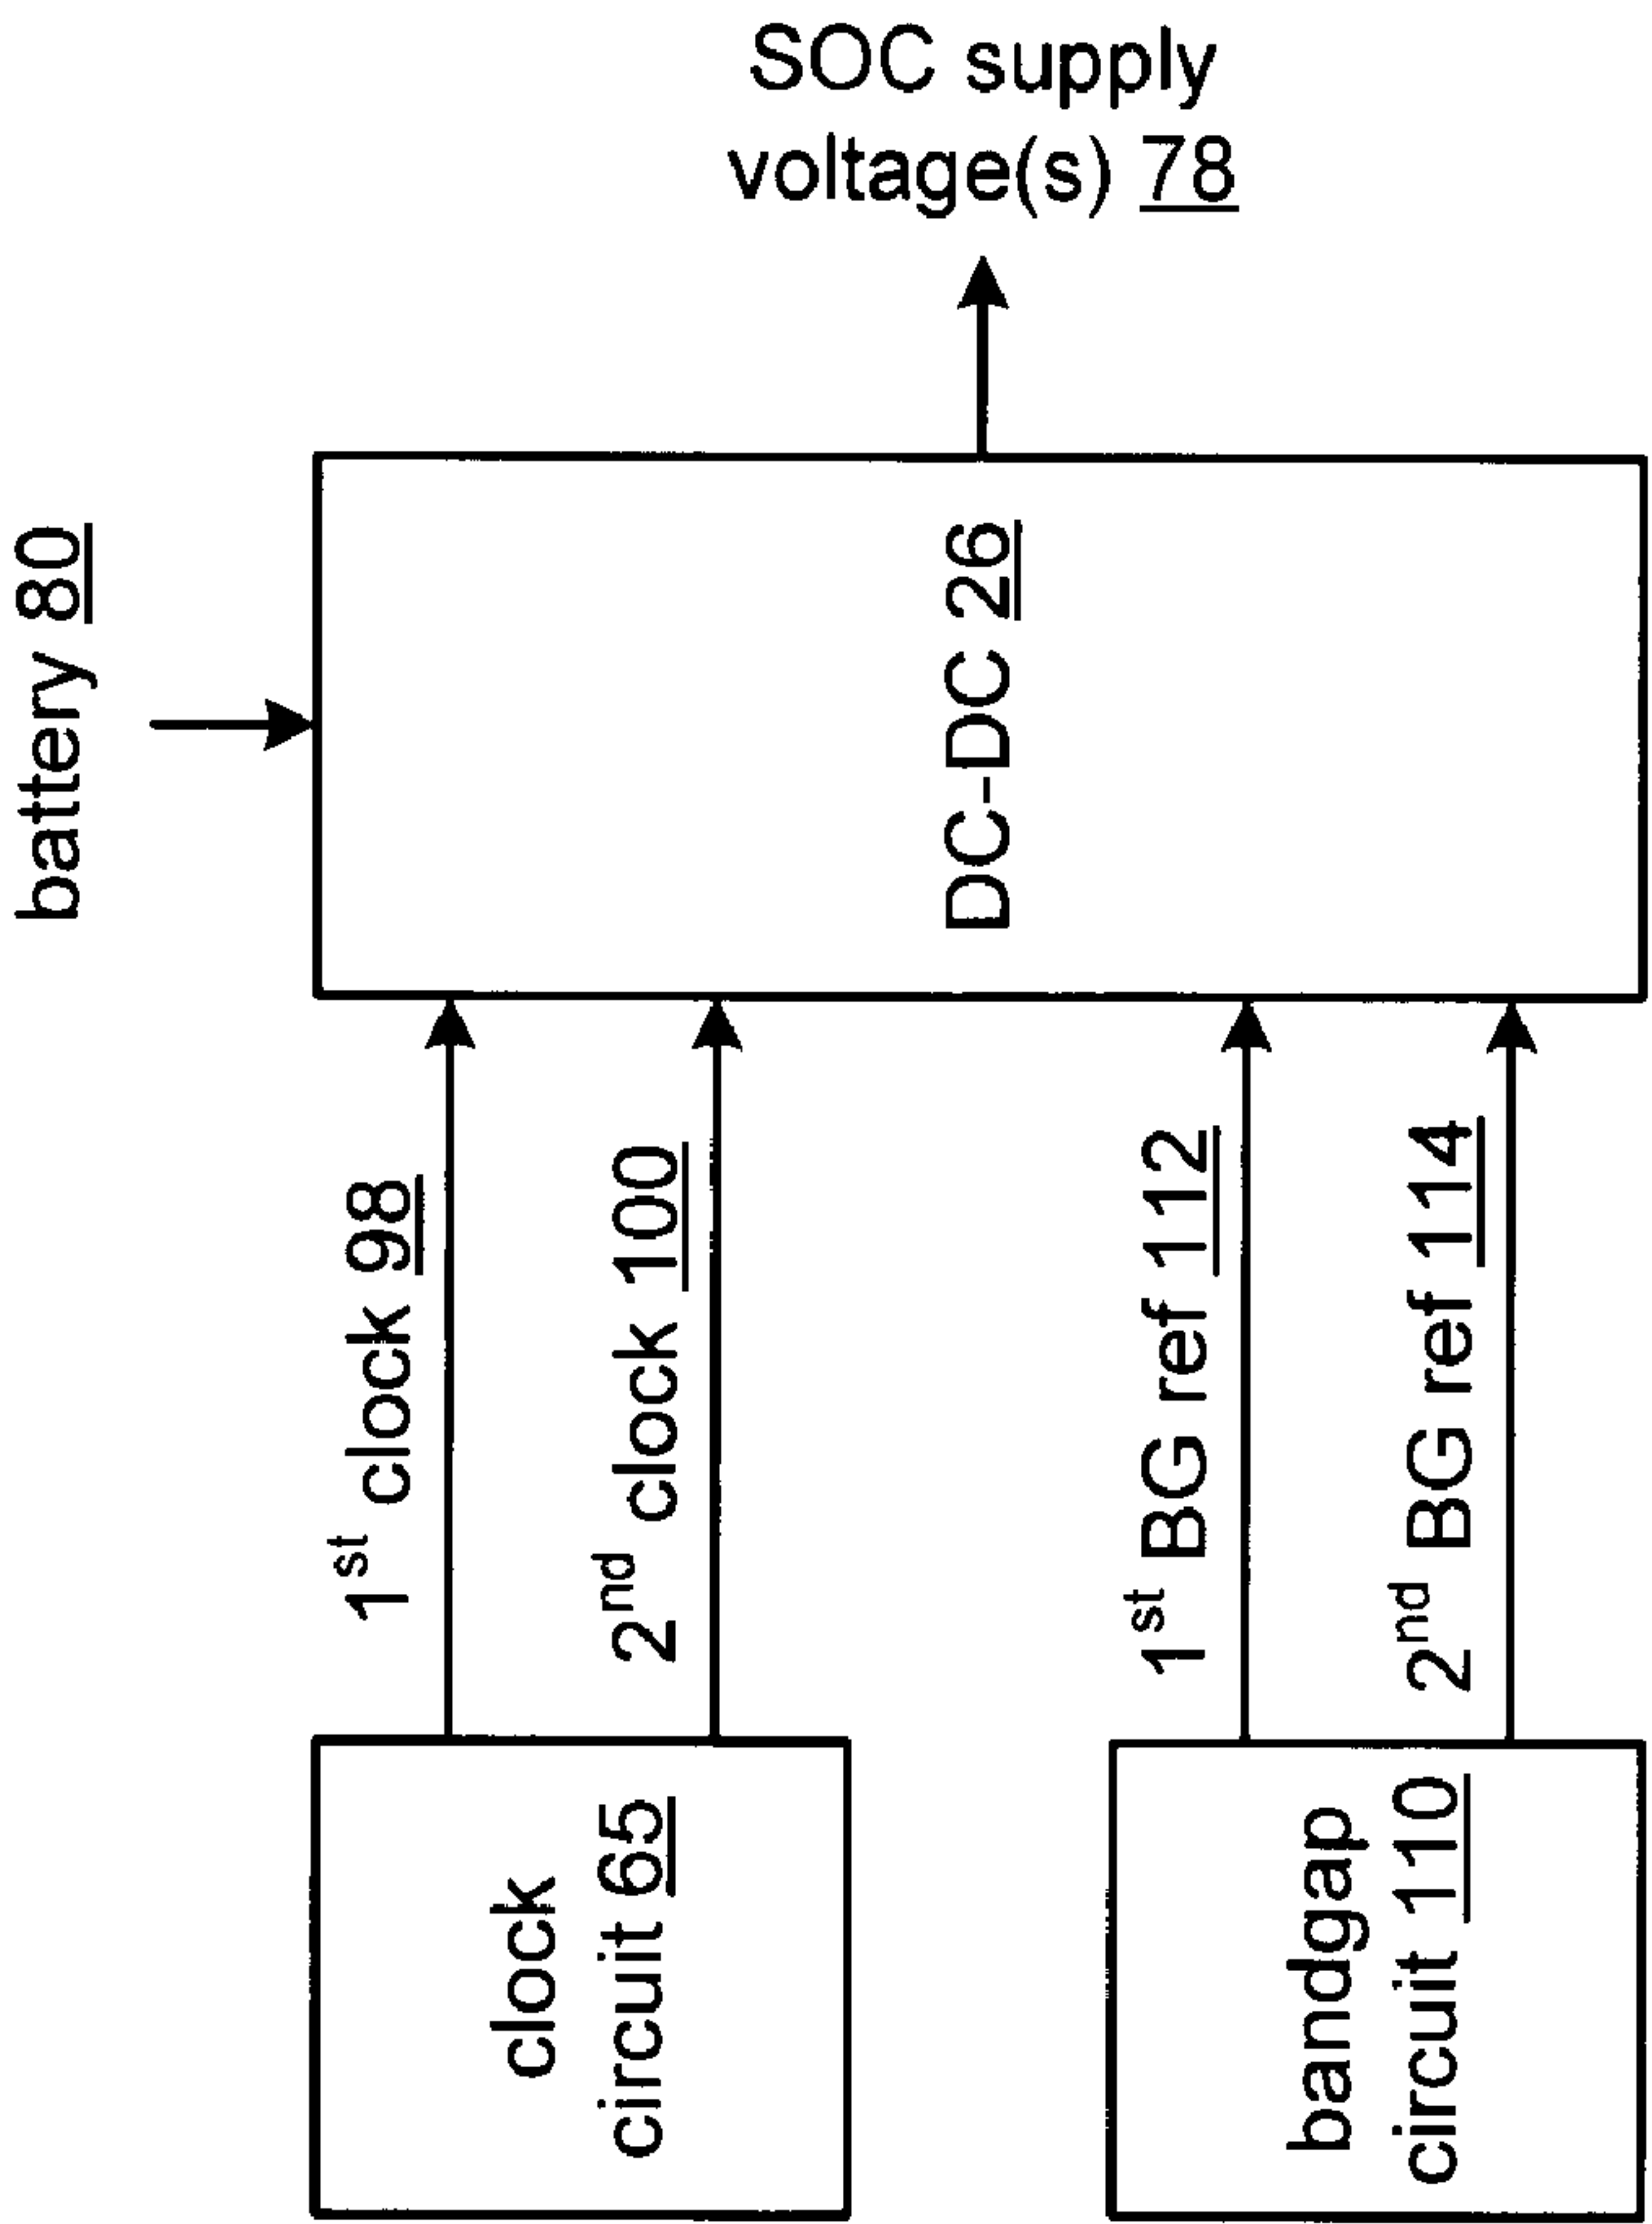 battery 80
SOC supply
voltage(s) 78
DC-DC 26
1st clock 98
2nd clock 100
1st BG ref 112
2nd BG ref 114
clock
circuit 65
bandgap
circuit 110